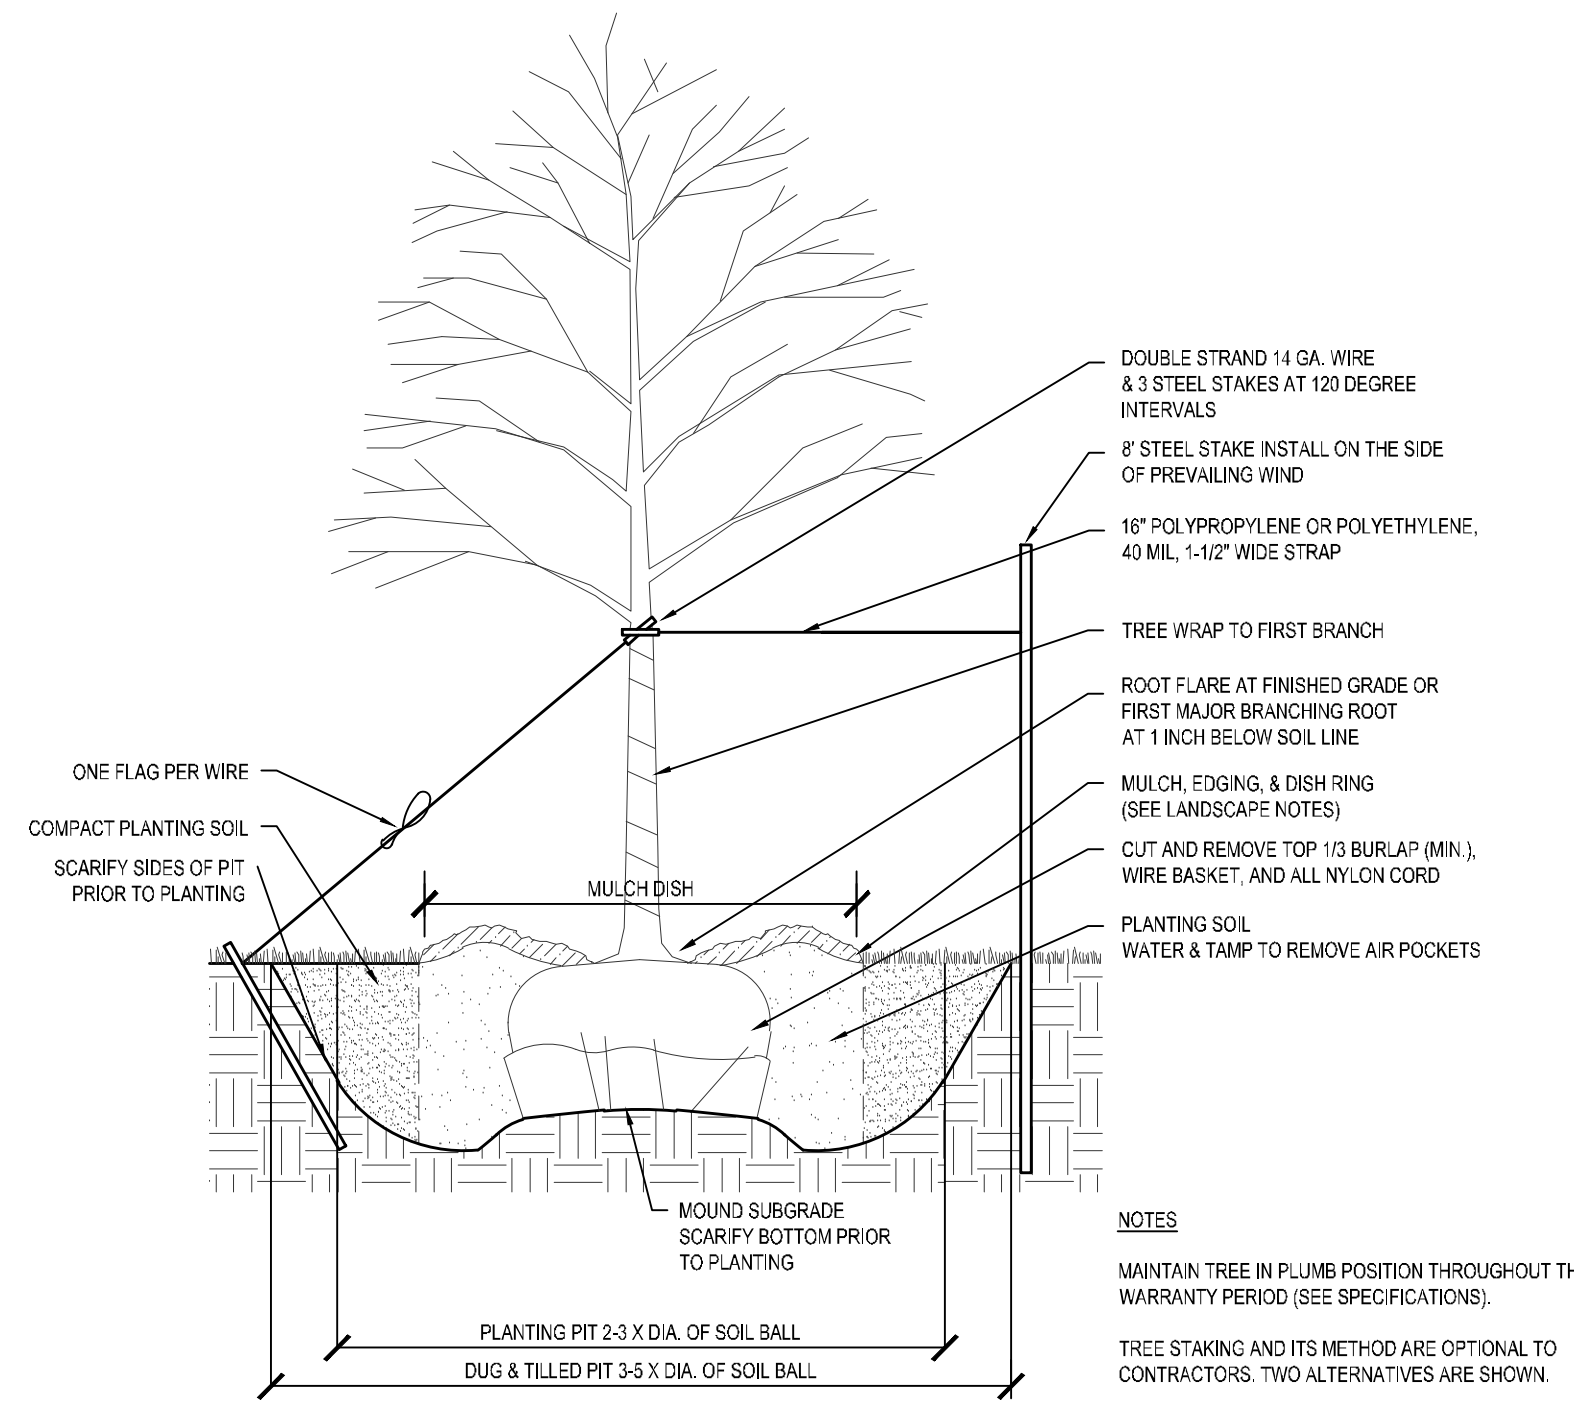 DOUBLE STRAND 14 GA. WIRE
& 3 STEEL STAKES AT 120 DEGREE
INTERVALS
8' STEEL STAKE INSTALL ON THE SIDE
OF PREVAILING WIND
16" POLYPROPYLENE OR POLYETHYLENE,
40 MIL, 1-1/2" WIDE STRAP
TREE WRAP TO FIRST BRANCH
ROOT FLARE AT FINISHED GRADE OR
FIRST MAJOR BRANCHING ROOT
AT 1 INCH BELOW SOIL LINE
ONE FLAG PER WIRE
COMPACT PLANTING SOIL
SCARIFY SIDES OF PIT
PRIOR TO PLANTING
MULCH DISH
MULCH, EDGING, & DISH RING
(SEE LANDSCAPE NOTES)
CUT AND REMOVE TOP 1/3 BURLAP (MIN.),
WIRE BASKET, AND ALL NYLON CORD
PLANTING SOIL
WATER & TAMP TO REMOVE AIR POCKETS
MOUND SUBGRADE
SCARIFY BOTTOM PRIOR
TO PLANTING
PLANTING PIT 2-3 X DIA. OF SOIL BALL
DUG & TILLED PIT 3-5 X DIA. OF SOIL BALL
NOTES
MAINTAIN TREE IN PLUMB POSITION THROUGHOUT TH
WARRANTY PERIOD (SEE SPECIFICATIONS).
TREE STAKING AND ITS METHOD ARE OPTIONAL TO
CONTRACTORS. TWO ALTERNATIVES ARE SHOWN.